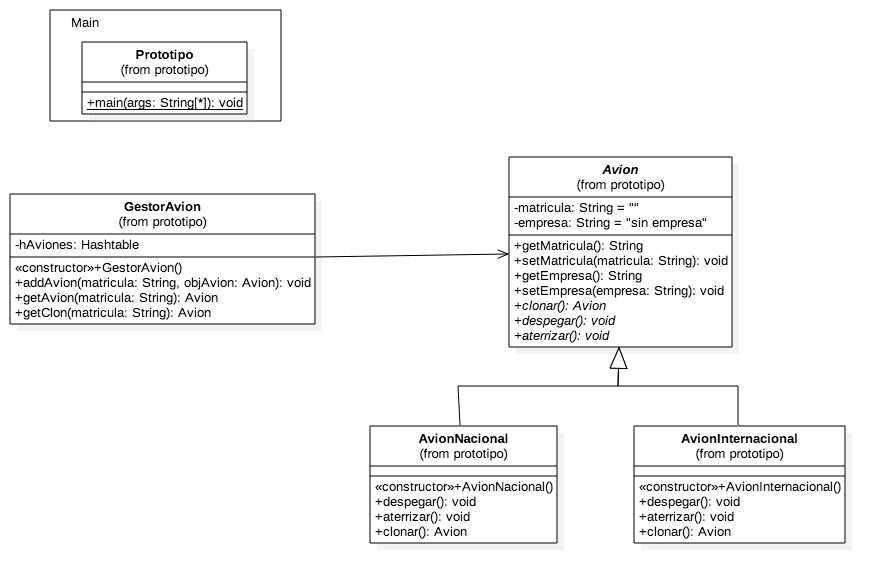 Main
Prototipo
(from prototipo)
+main(args: String[*]): void
GestorAvion
(from prototipo)
-hAviones: Hashtable
«constructor»+GestorAvion()
+addAvion(matricula: String, objAvion: Avion): void
+getAvion(matricula: String): Avion
+getClon(matricula: String): Avion
Avion
(from prototipo)
-matricula: String = ""
-empresa: String = "sin empresa"
+getMatricula(): String
+setMatricula(matricula: String): void
+getEmpresa(): String
+setEmpresa(empresa: String): void
+clonar(): Avion
+despegar(): void
+aterrizar(): void
AvionNacional
(from prototipo)
«constructor»+AvionNacional()
+despegar(): void
+aterrizar(): void
+clonar(): Avion
AvionInternacional
(from prototipo)
«constructor»+AvionInternacional()
+despegar(): void
+aterrizar(): void
+clonar(): Avion